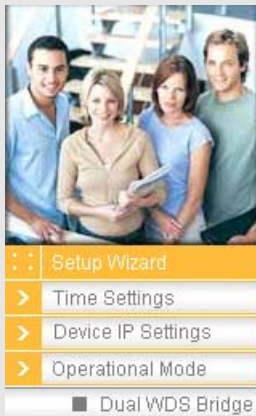 Setup Wizard
Time Settings
Device IP Settings
Operational Mode
Dual WDS Bridge